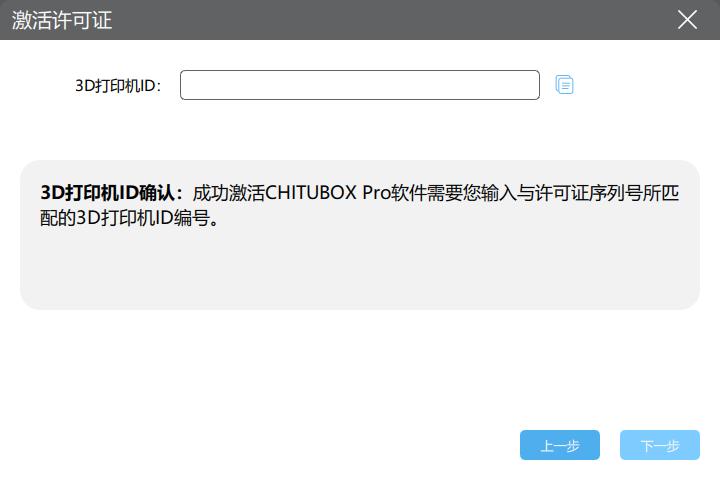 激活许可证
3D打印机ID:
3D打印机ID确认：成功激活CHITUBOX Pro软件需要您输入与许可证序列号所匹
配的3D打印机ID编号。
上一步 下一步